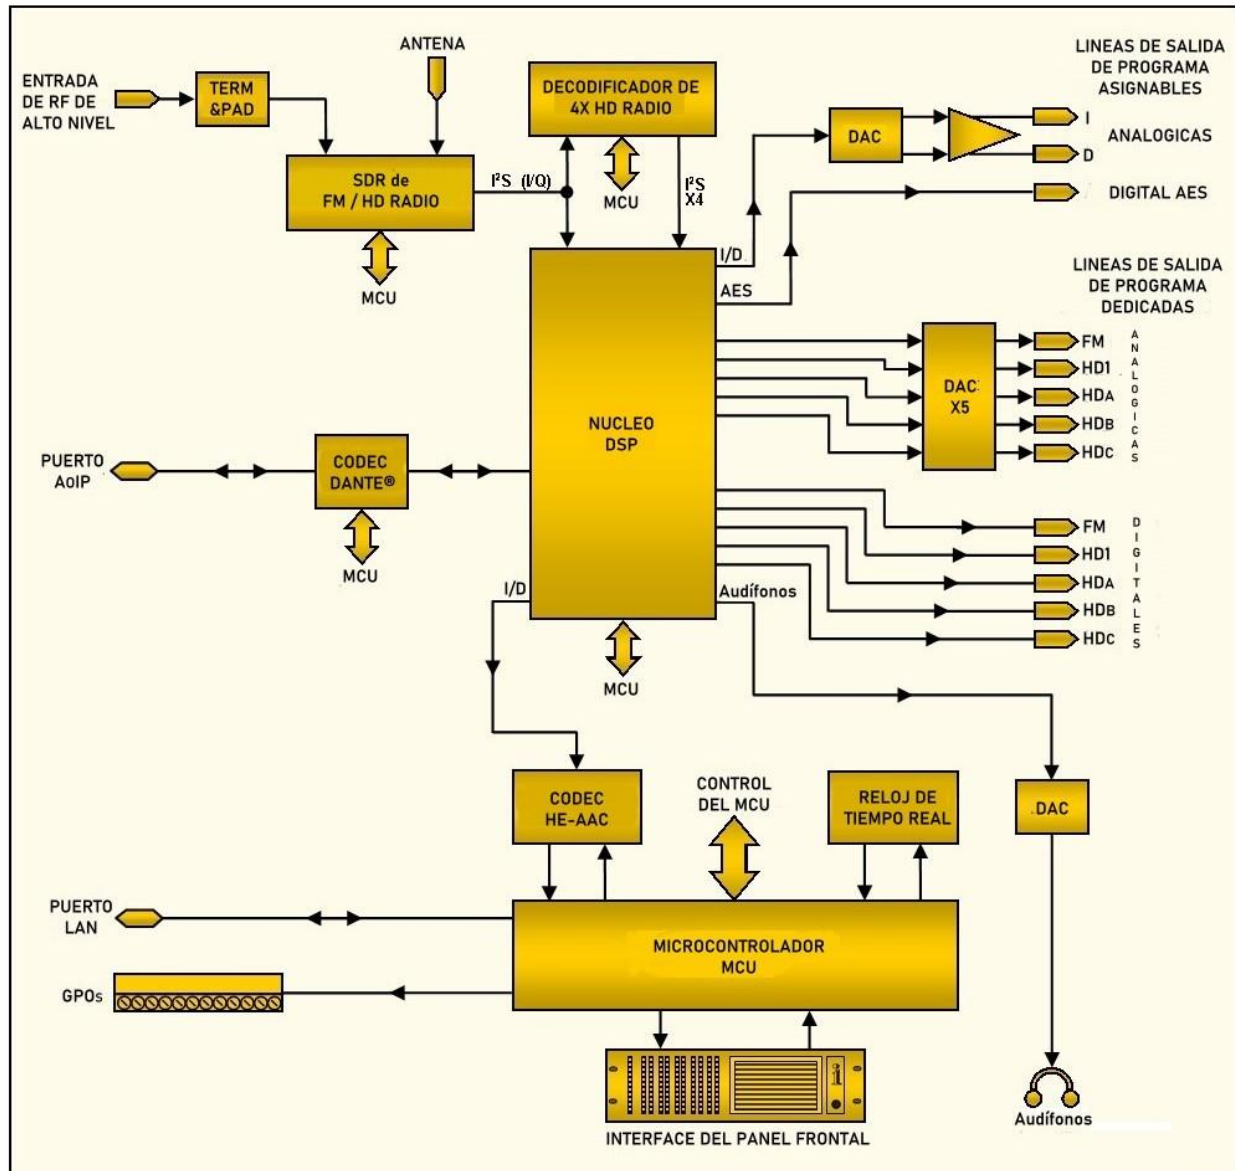 ANTENA
LINEAS DE SALIDA
DE PROGRAMA
ASIGNABLES
ENTRADA
DE RF DE
ALTO NIVEL
TERM
&PAD
DECODIFICADOR DE
4X HD RADIO
DAC
I
ANALOGICAS
D
SDR de
FM / HD RADIO
I²S (I/Q)
MCU
I²S
X4
DIGITAL AES
MCU
I/D
AES
LINEAS DE SALIDA
DE PROGRAMA
DEDICADAS
NUCLEO
DSP
DAC
X5
FM
HD1
HDA
HDB
HDC
ANALOGICAS
PUERTO
AoIP
CODEC
DANTE®
MCU
FM
HD1
HDA
HDB
HDC
DIGITALES
I/D
Audífonos
MCU
CODEC
HE-AAC
CONTROL
DEL MCU
RELOJ DE
TIEMPO REAL
DAC
PUERTO
LAN
MICROCONTROLADOR
MCU
GPOs
INTERFACE DEL PANEL FRONTAL
Audífonos